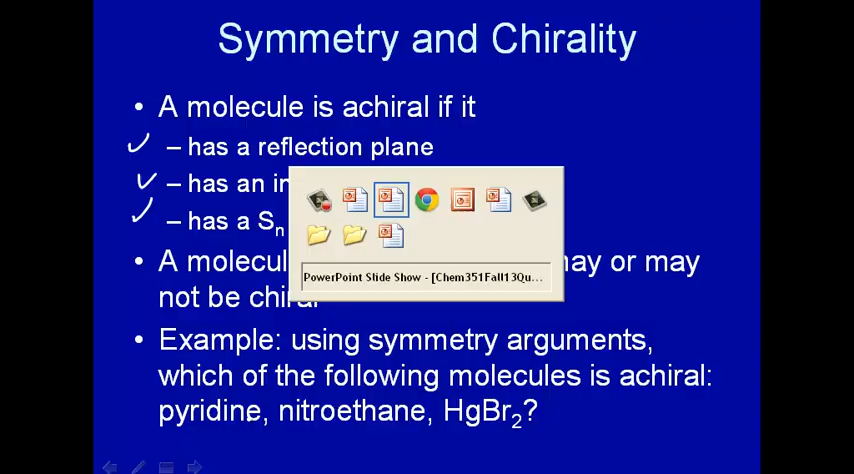 Symmetry and Chirality
• A molecule is achiral if it
– has a reflection plane
– has an in
– has a Sn
• A molecul may or may
not be chiral
PowerPoint Slide Show - [Chem351Fall13Qu...
• Example: using symmetry arguments,
which of the following molecules is achiral:
pyridine, nitroethane, HgBr2?